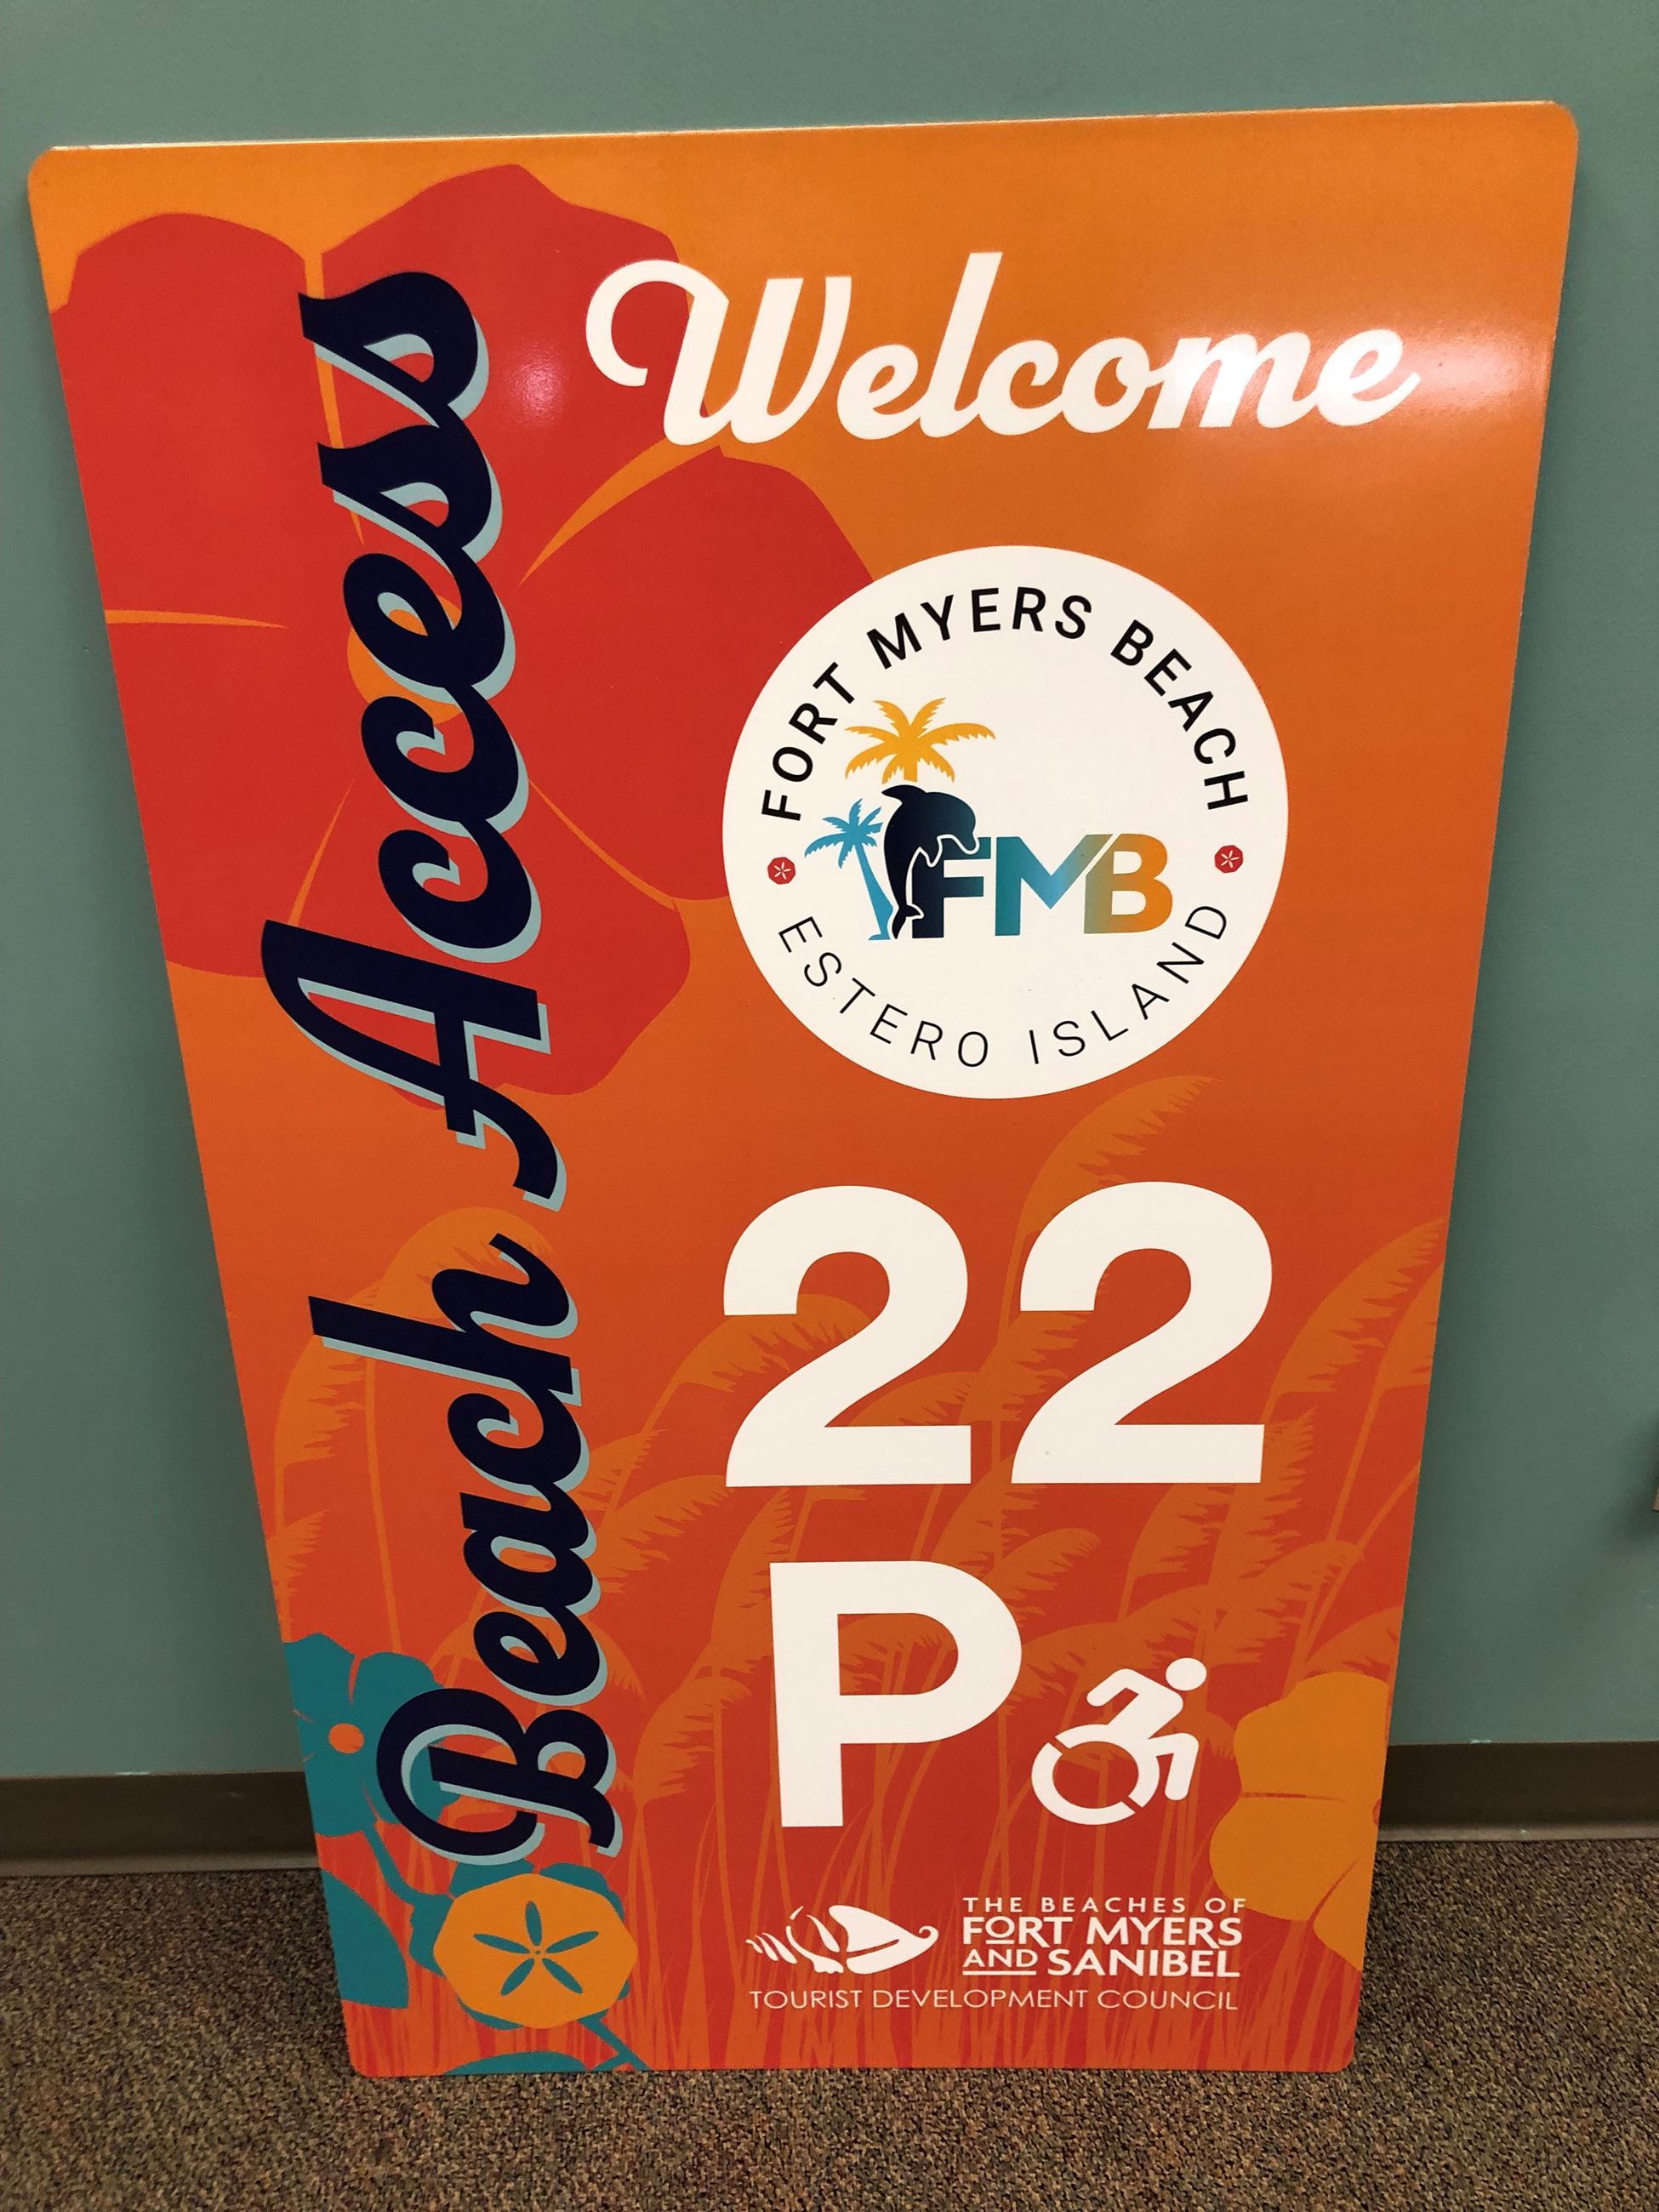 Welcome
Beach Access
FORT MYERS BEACH
FMB
ESTERO ISLAND
22
P
THE BEACHES OF
FORT MYERS
AND SANIBEL
TOURIST DEVELOPMENT COUNCIL